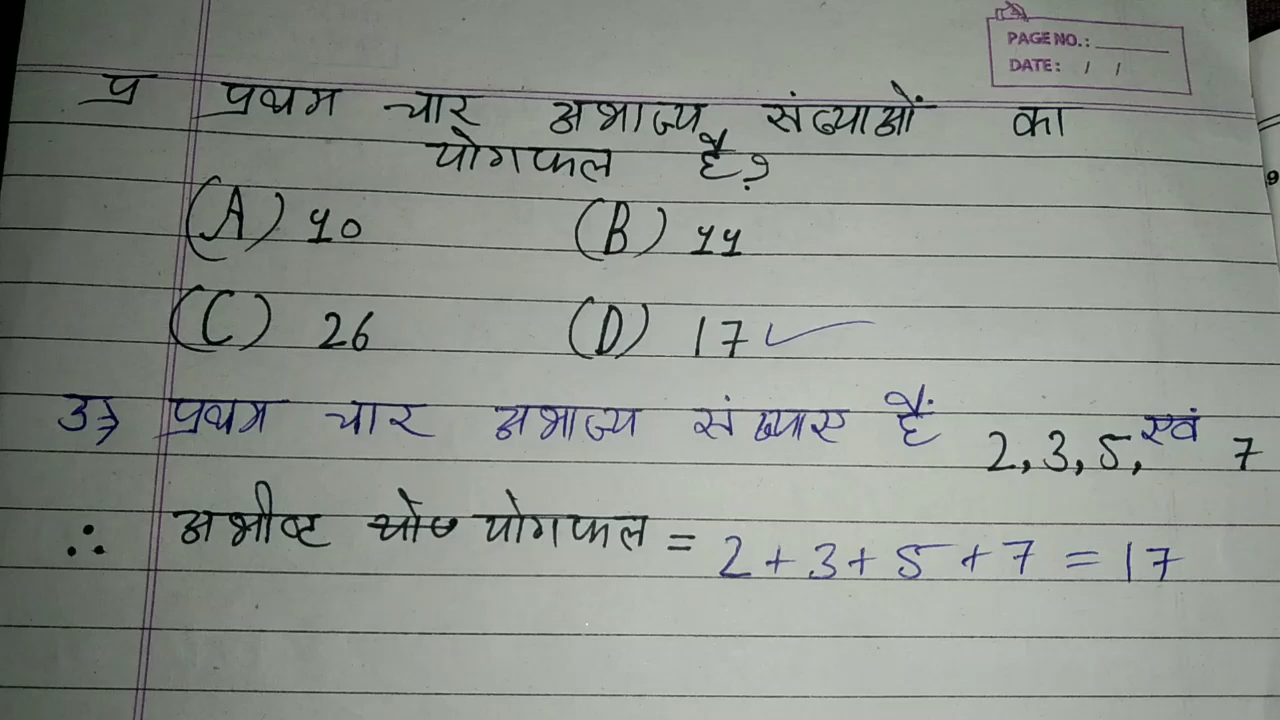 PAGE NO.:
DATE: / /
प्र प्रथम चार अभाज्य संख्याओं का
योगफल है?
(A) 10 (B) 11
(C) 26 (D) 17 ✓
उ→ प्रथम चार अभाज्य संख्याए हैं 2, 3, 5, एवं 7
∴ अभीष्ट योगफल = 2 + 3 + 5 + 7 = 17